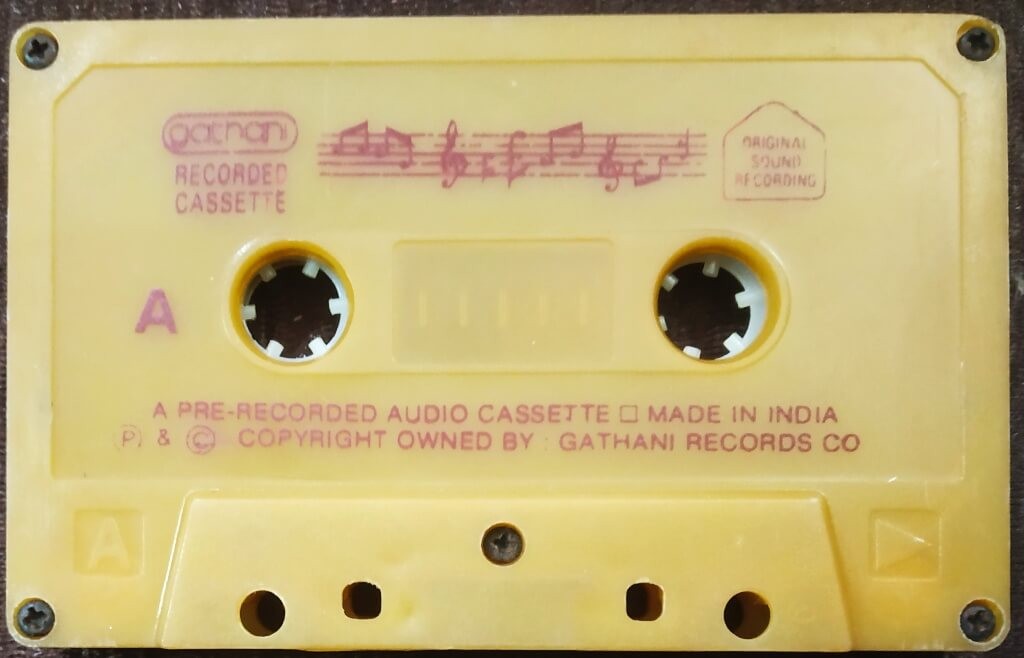 gathani
RECORDED
CASSETTE
ORIGINAL
SOUND
RECORDING
A
A PRE-RECORDED AUDIO CASSETTE □ MADE IN INDIA
Ⓟ & © COPYRIGHT OWNED BY : GATHANI RECORDS CO
A